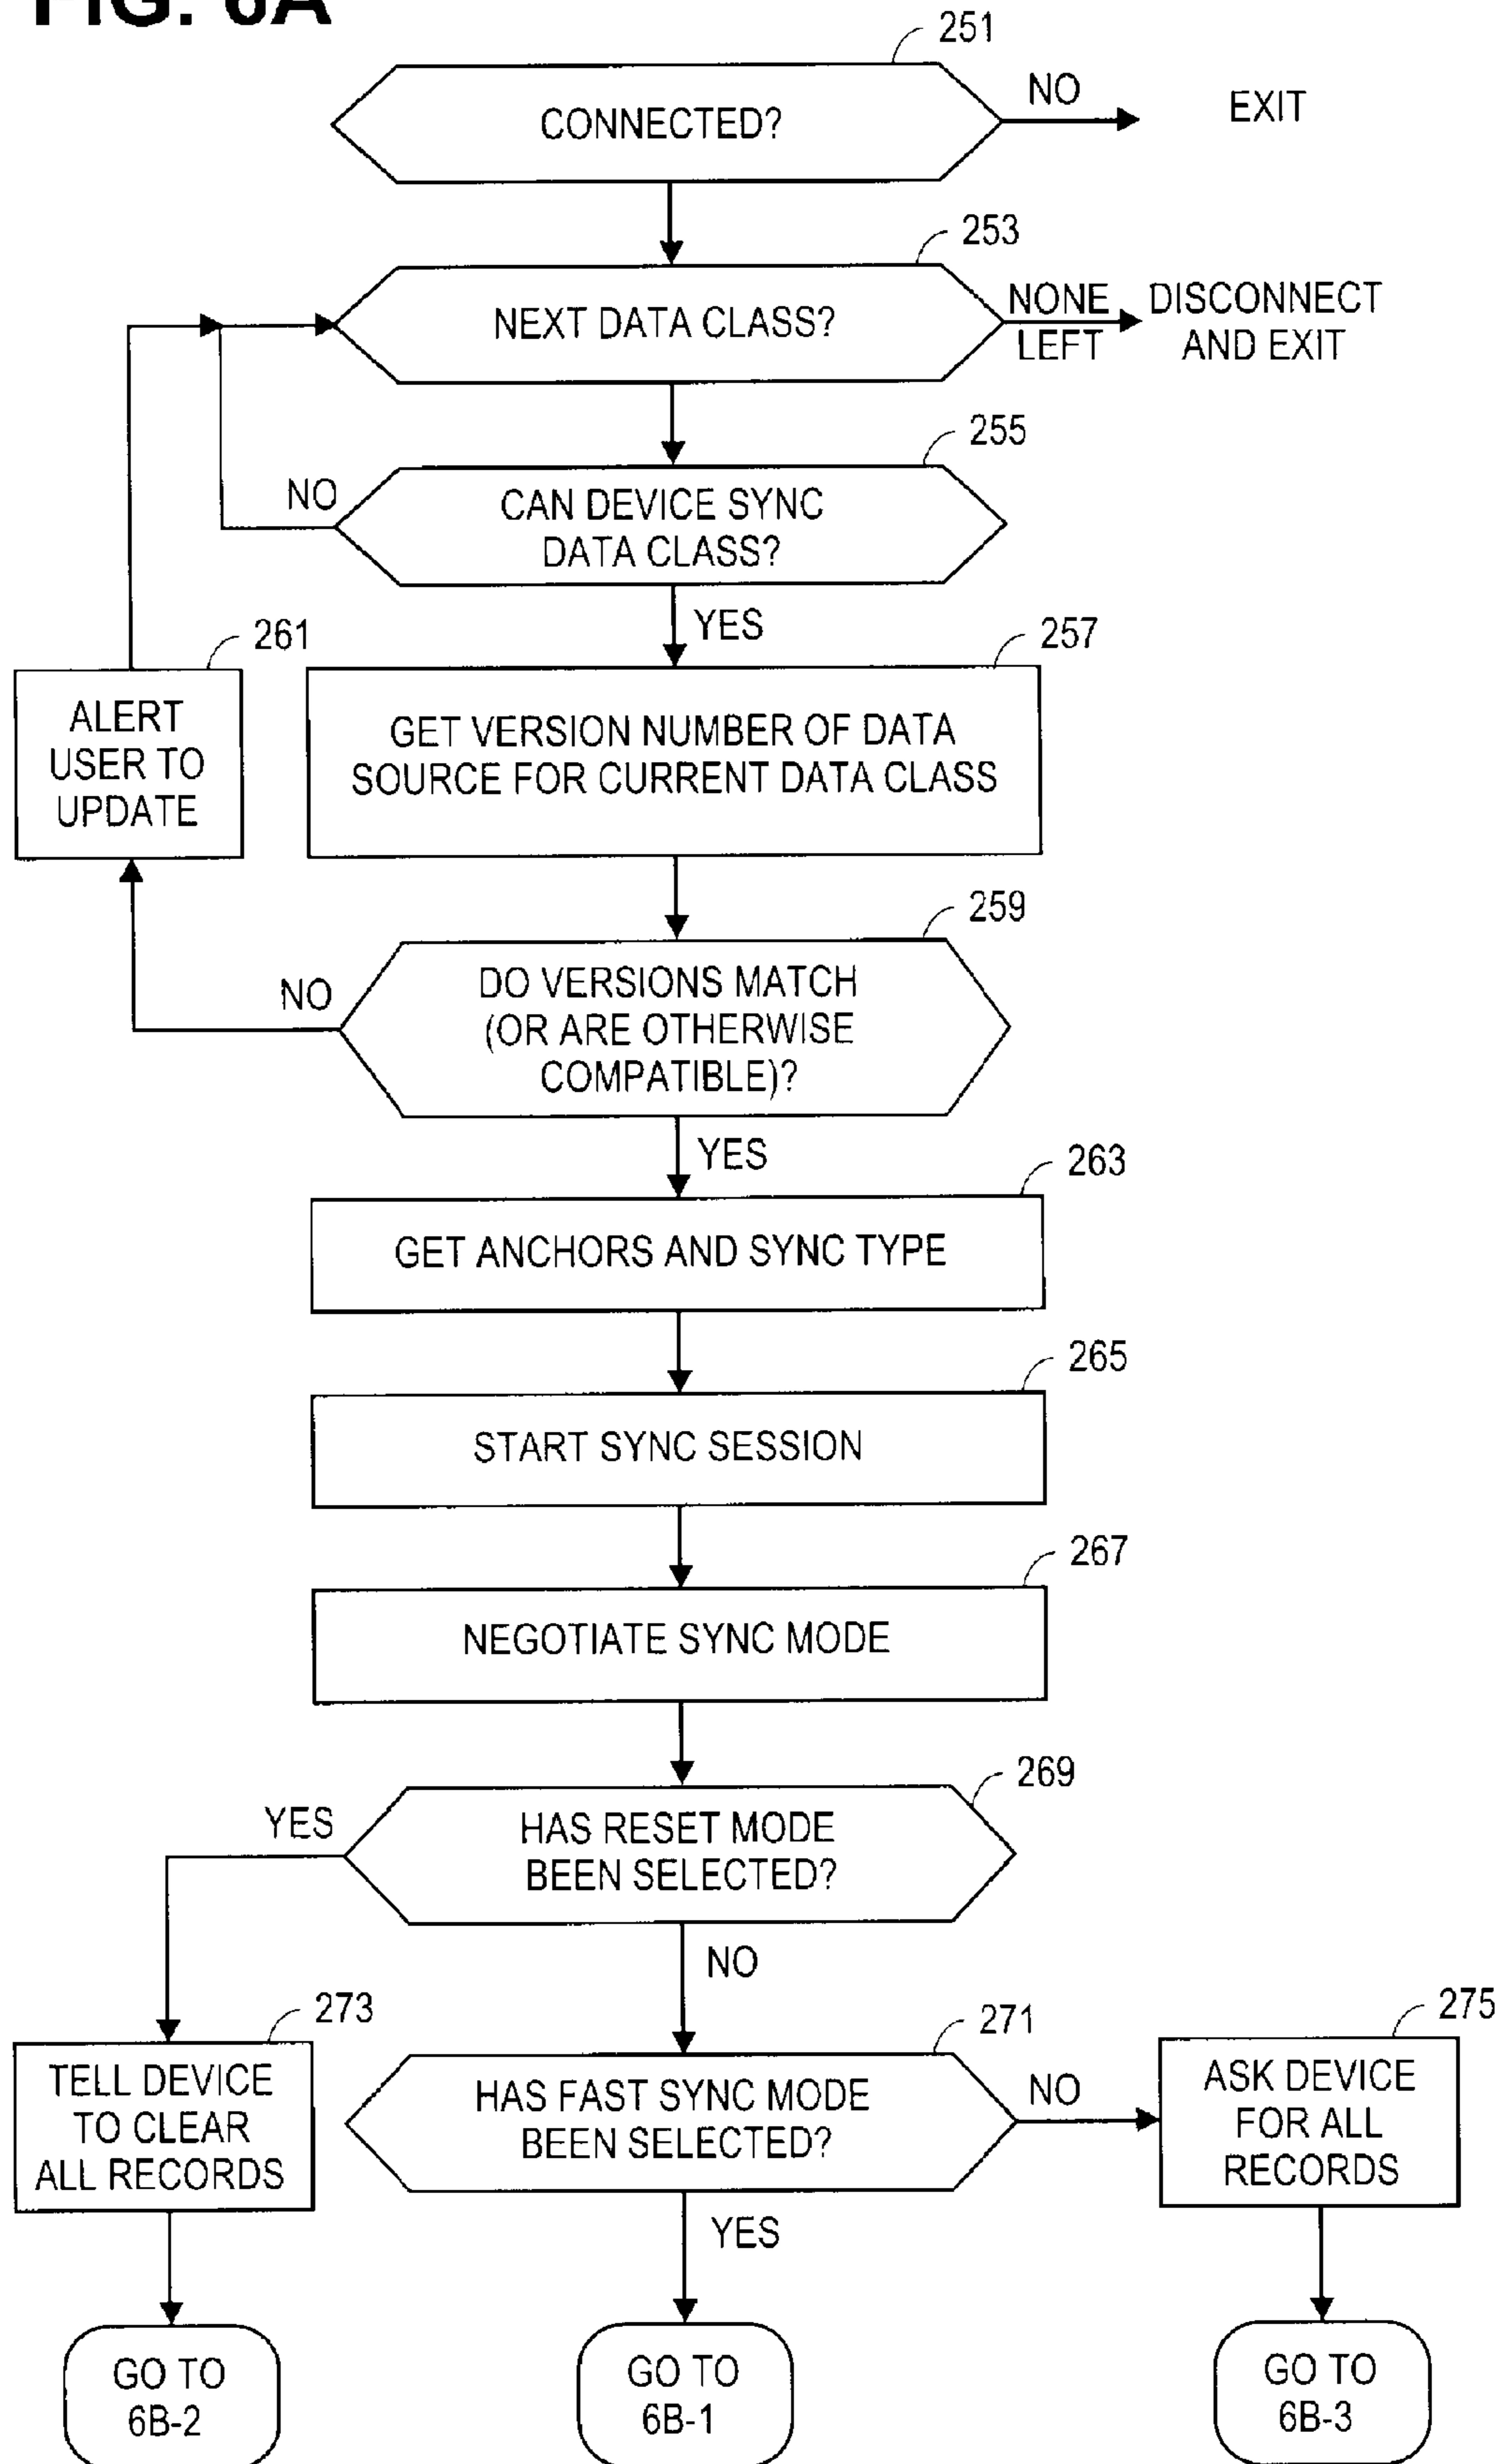 FIG. 6A
251
CONNECTED?
NO
EXIT
253
NEXT DATA CLASS?
NONE
LEFT
DISCONNECT
AND EXIT
255
NO
CAN DEVICE SYNC
DATA CLASS?
YES
261
ALERT
USER TO
UPDATE
257
GET VERSION NUMBER OF DATA
SOURCE FOR CURRENT DATA CLASS
259
NO
DO VERSIONS MATCH
(OR ARE OTHERWISE
COMPATIBLE)?
YES
263
GET ANCHORS AND SYNC TYPE
265
START SYNC SESSION
267
NEGOTIATE SYNC MODE
269
YES
HAS RESET MODE
BEEN SELECTED?
NO
273
TELL DEVICE
TO CLEAR
ALL RECORDS
271
HAS FAST SYNC MODE
BEEN SELECTED?
NO
275
ASK DEVICE
FOR ALL
RECORDS
YES
GO TO
6B-2
GO TO
6B-1
GO TO
6B-3